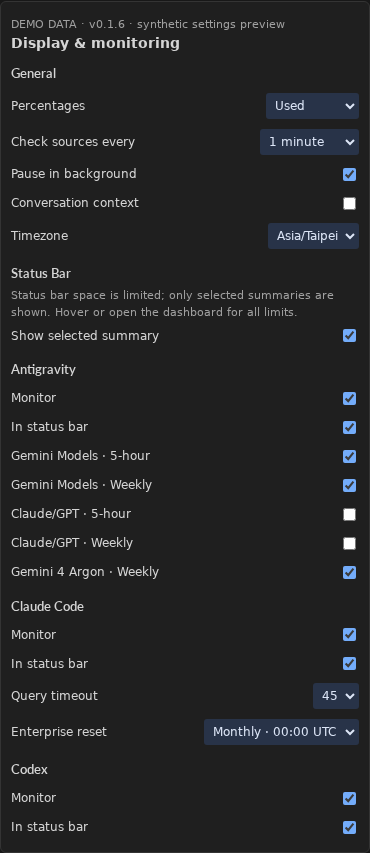 DEMO DATA · v0.1.6 · synthetic settings preview
Display & monitoring
General
Percentages Used
Check sources every 1 minute
Pause in background
Conversation context
Timezone Asia/Taipei
Status Bar
Status bar space is limited; only selected summaries are
shown. Hover or open the dashboard for all limits.
Show selected summary
Antigravity
Monitor
In status bar
Gemini Models · 5-hour
Gemini Models · Weekly
Claude/GPT · 5-hour
Claude/GPT · Weekly
Gemini 4 Argon · Weekly
Claude Code
Monitor
In status bar
Query timeout 45
Enterprise reset Monthly · 00:00 UTC
Codex
Monitor
In status bar